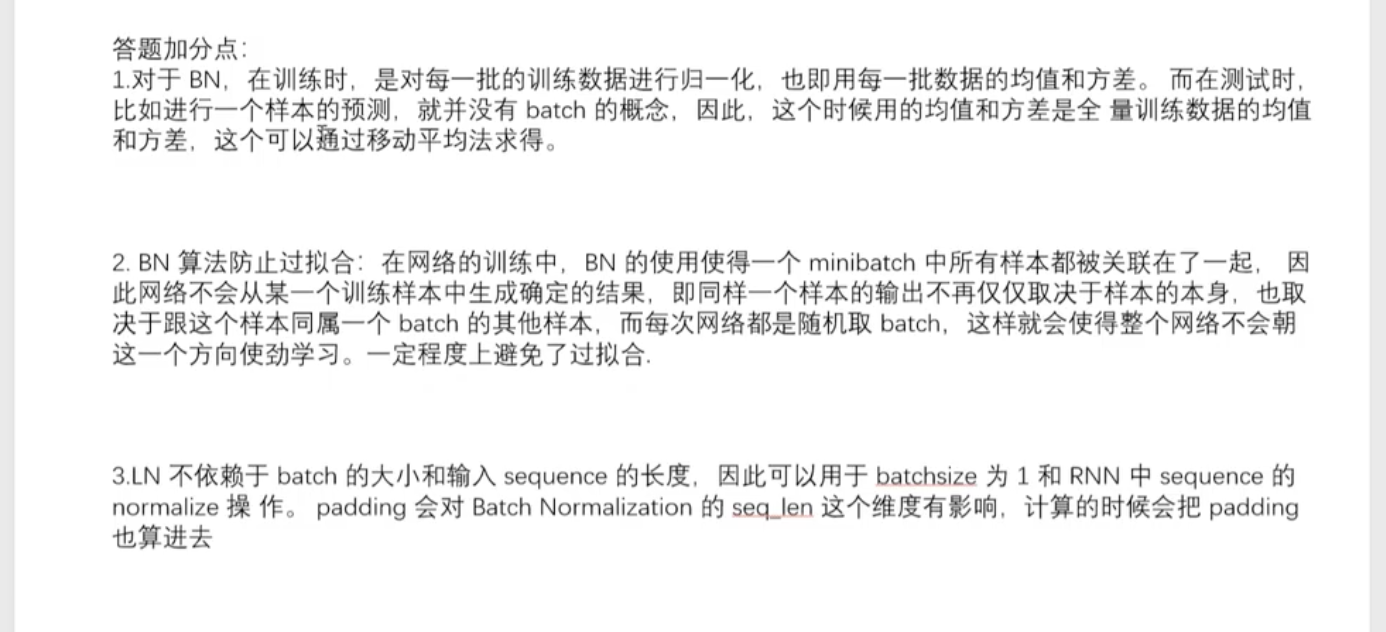 答题加分点：
1.对于 BN，在训练时，是对每一批的训练数据进行归一化，也即用每一批数据的均值和方差。 而在测试时，
比如进行一个样本的预测，就并没有 batch 的概念，因此，这个时候用的均值和方差是全 量训练数据的均值
和方差，这个可以通过移动平均法求得。
2. BN 算法防止过拟合：在网络的训练中，BN 的使用使得一个 minibatch 中所有样本都被关联在了一起， 因
此网络不会从某一个训练样本中生成确定的结果，即同样一个样本的输出不再仅仅取决于样本的本身，也取
决于跟这个样本同属一个 batch 的其他样本，而每次网络都是随机取 batch，这样就会使得整个网络不会朝
这一个方向使劲学习。一定程度上避免了过拟合.
3.LN 不依赖于 batch 的大小和输入 sequence 的长度，因此可以用于 batchsize 为 1 和 RNN 中 sequence 的
normalize 操 作。 padding 会对 Batch Normalization 的 seq_len 这个维度有影响，计算的时候会把 padding
也算进去